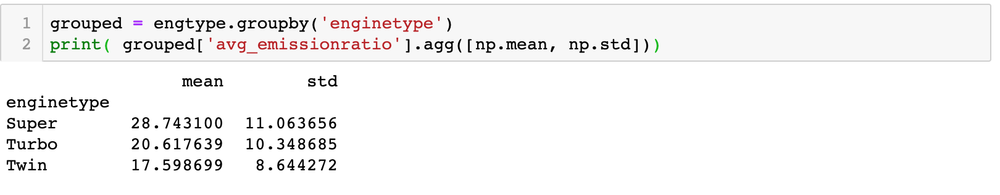 1 grouped = engtype.groupby('enginetype')
2 print( grouped['avg_emissionratio'].agg([np.mean, np.std]))
mean std
enginetype
Super 28.743100 11.063656
Turbo 20.617639 10.348685
Twin 17.598699 8.644272